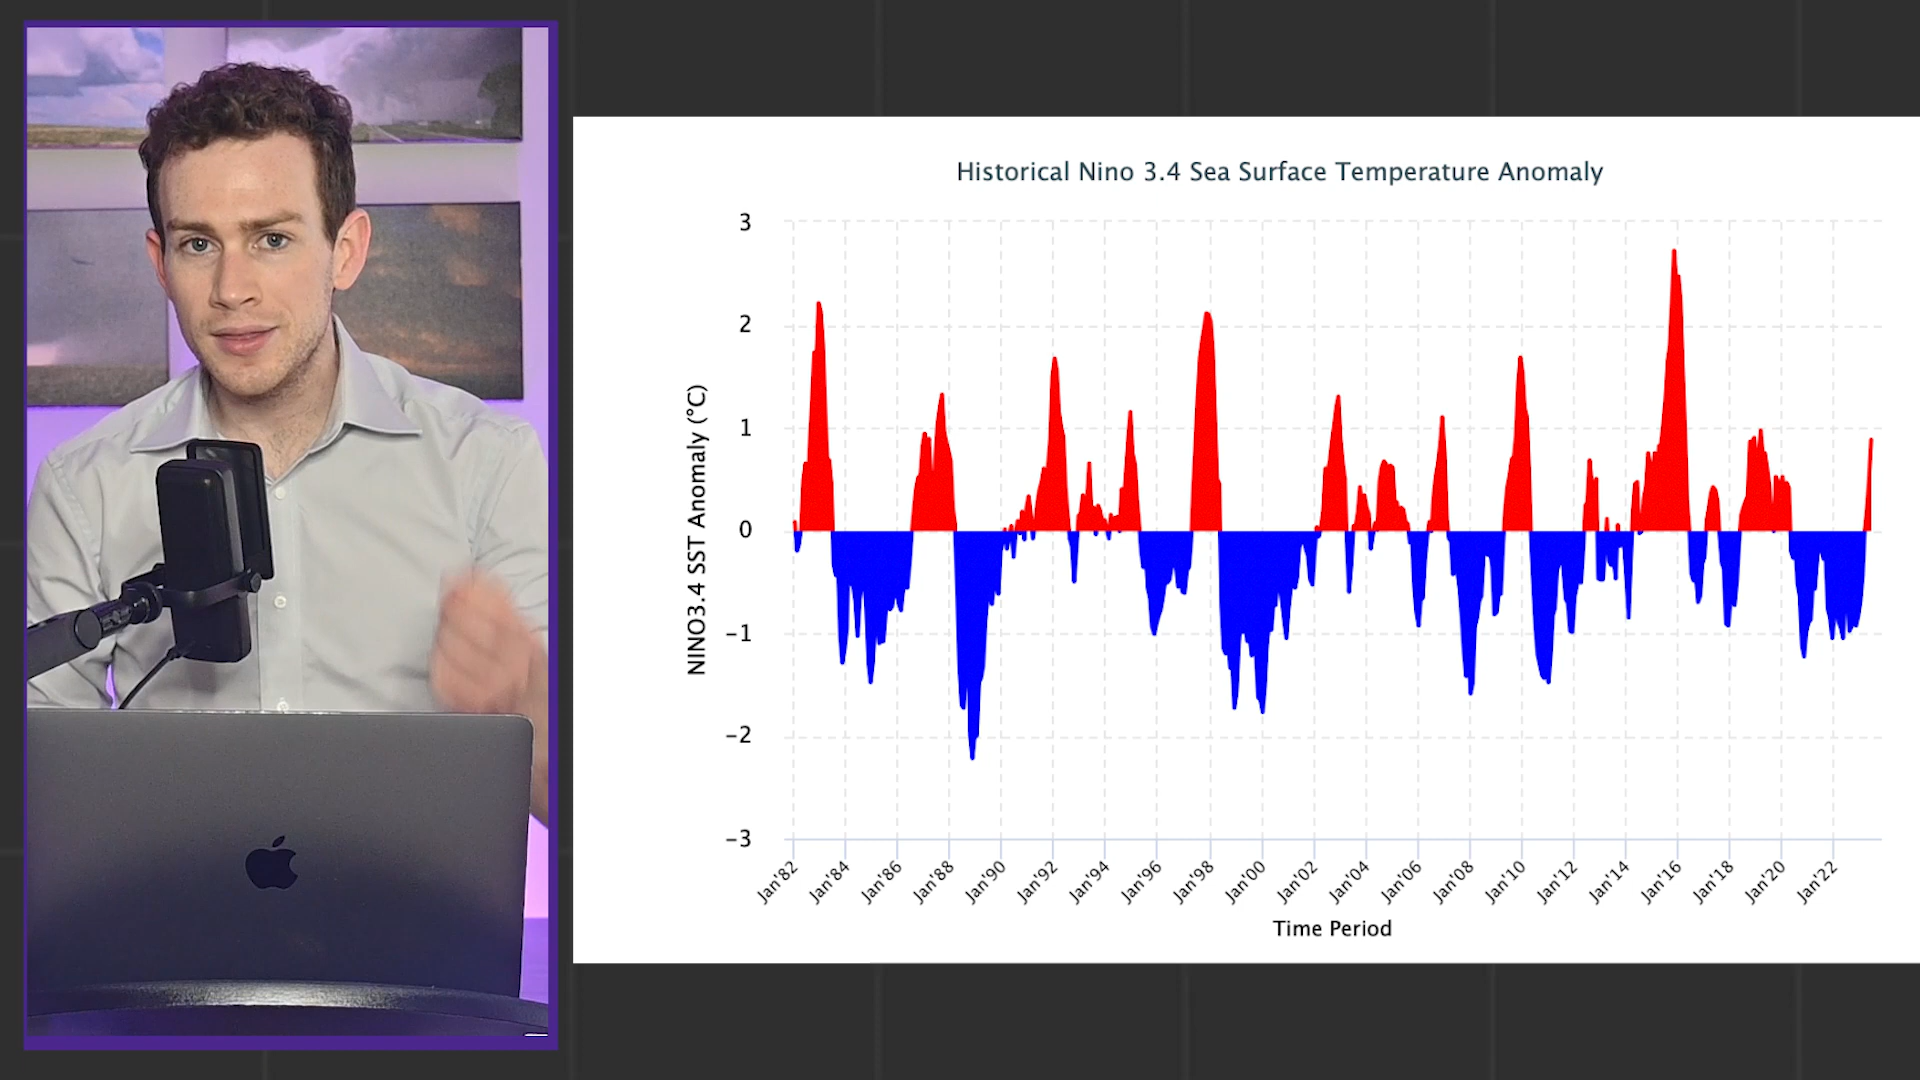 Historical Nino 3.4 Sea Surface Temperature Anomaly
NINO3.4 SST Anomaly (°C)
3
2
1
0
−1
−2
−3
Jan'82
Jan'84
Jan'86
Jan'88
Jan'90
Jan'92
Jan'94
Jan'96
Jan'98
Jan'00
Jan'02
Jan'04
Jan'06
Jan'08
Jan'10
Jan'12
Jan'14
Jan'16
Jan'18
Jan'20
Jan'22
Time Period